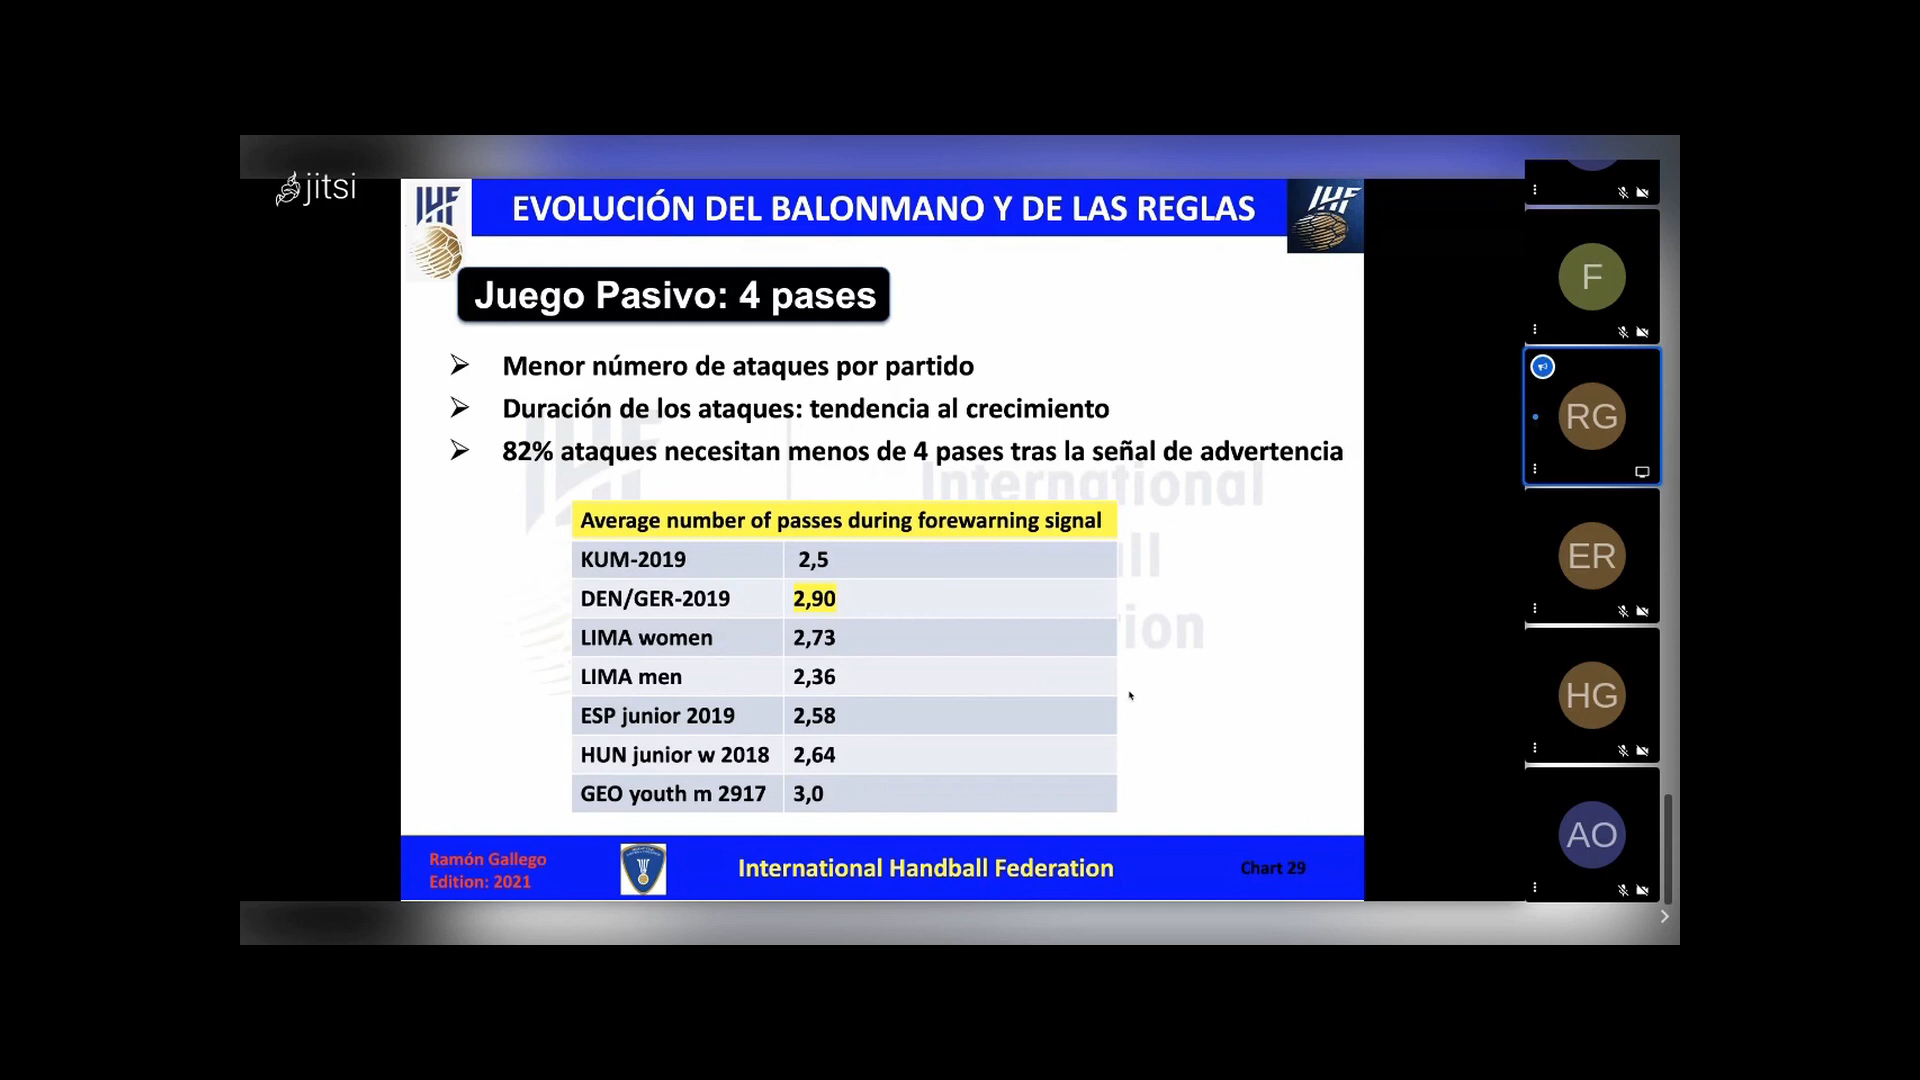 jitsi
IHF
EVOLUCIÓN DEL BALONMANO Y DE LAS REGLAS
IHF
Juego Pasivo: 4 pases
Menor número de ataques por partido
Duración de los ataques: tendencia al crecimiento
82% ataques necesitan menos de 4 pases tras la señal de advertencia
International
Average number of passes during forewarning signal
KUM-2019 2,5
DEN/GER-2019 2,90
LIMA women 2,73
LIMA men 2,36
ESP junior 2019 2,58
HUN junior w 2018 2,64
GEO youth m 2917 3,0
Ramón Gallego
Edition: 2021
International Handball Federation
Chart 29
F
RG
ER
HG
AO